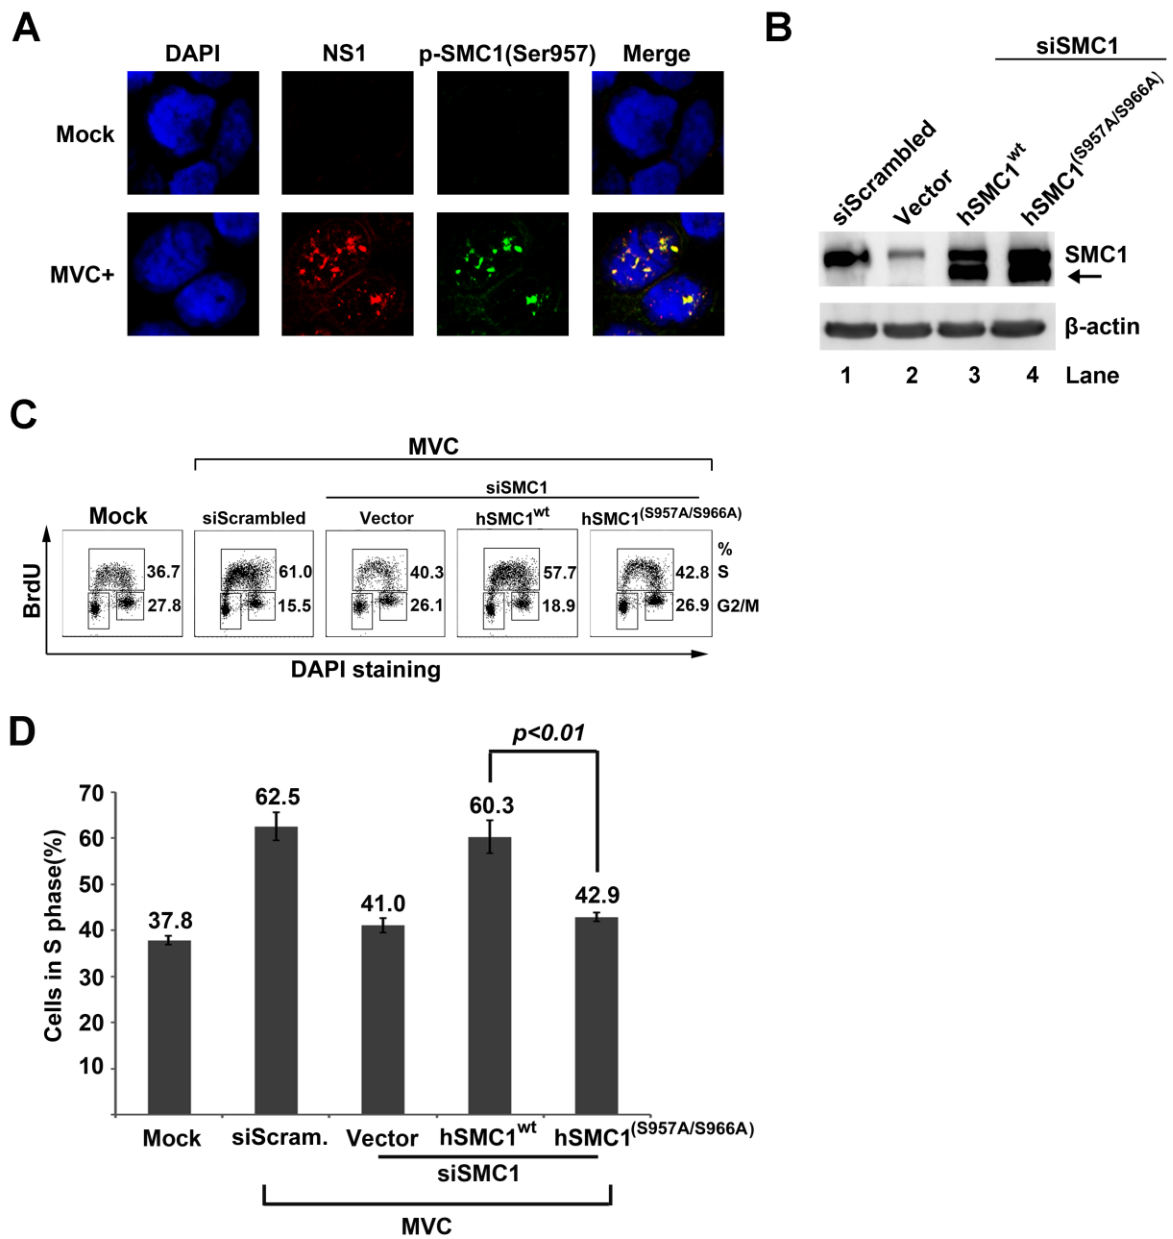 A
DAPI NS1 p-SMC1(Ser957) Merge
Mock
MVC+
B
siSMC1
siScrambled Vector hSMC1wt hSMC1(S957A/S966A)
SMC1
β-actin
1 2 3 4 Lane
C
MVC
siSMC1
Mock siScrambled Vector hSMC1wt hSMC1(S957A/S966A)
%
36.7 61.0 40.3 57.7 42.8 S
27.8 15.5 26.1 18.9 26.9 G2/M
BrdU
DAPI staining
D
p<0.01
70
60
50
40
30
20
10
Cells in S phase(%)
37.8 62.5 41.0 60.3 42.9
Mock siScram. Vector hSMC1wt hSMC1(S957A/S966A)
siSMC1
MVC